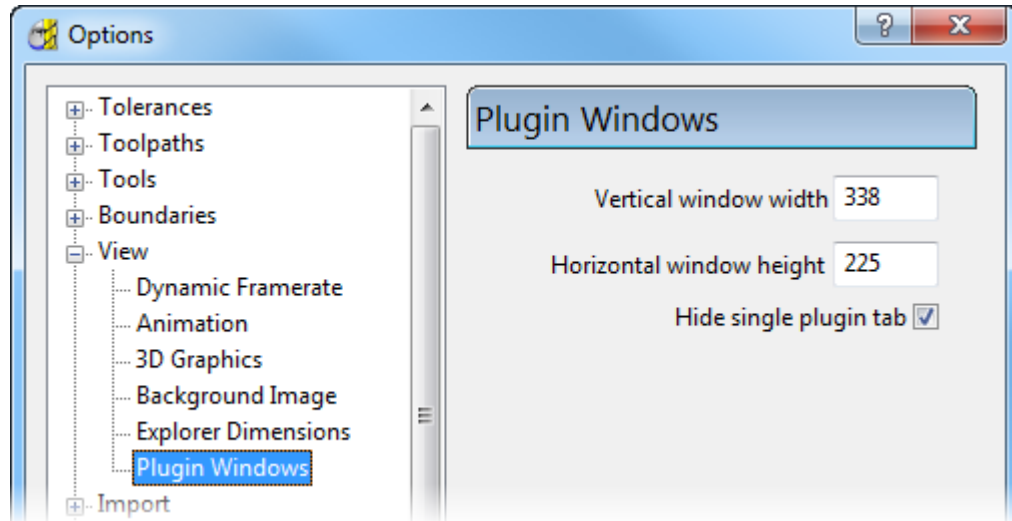 Options
Tolerances
Toolpaths
Tools
Boundaries
View
Dynamic Framerate
Animation
3D Graphics
Background Image
Explorer Dimensions
Plugin Windows
Import
Plugin Windows
Vertical window width 338
Horizontal window height 225
Hide single plugin tab